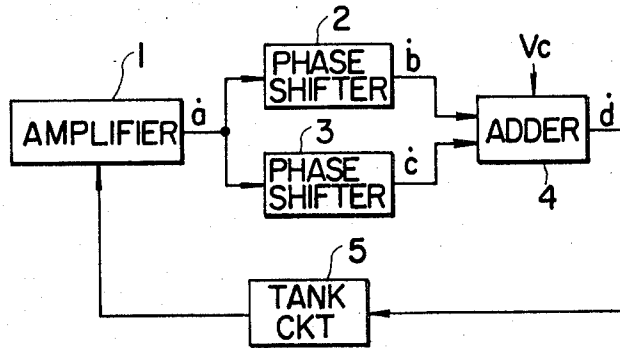 1
AMPLIFIER
ȧ
2
PHASE
SHIFTER
ḃ
3
PHASE
SHIFTER
ċ
Vc
ADDER
ḋ
4
5
TANK
CKT